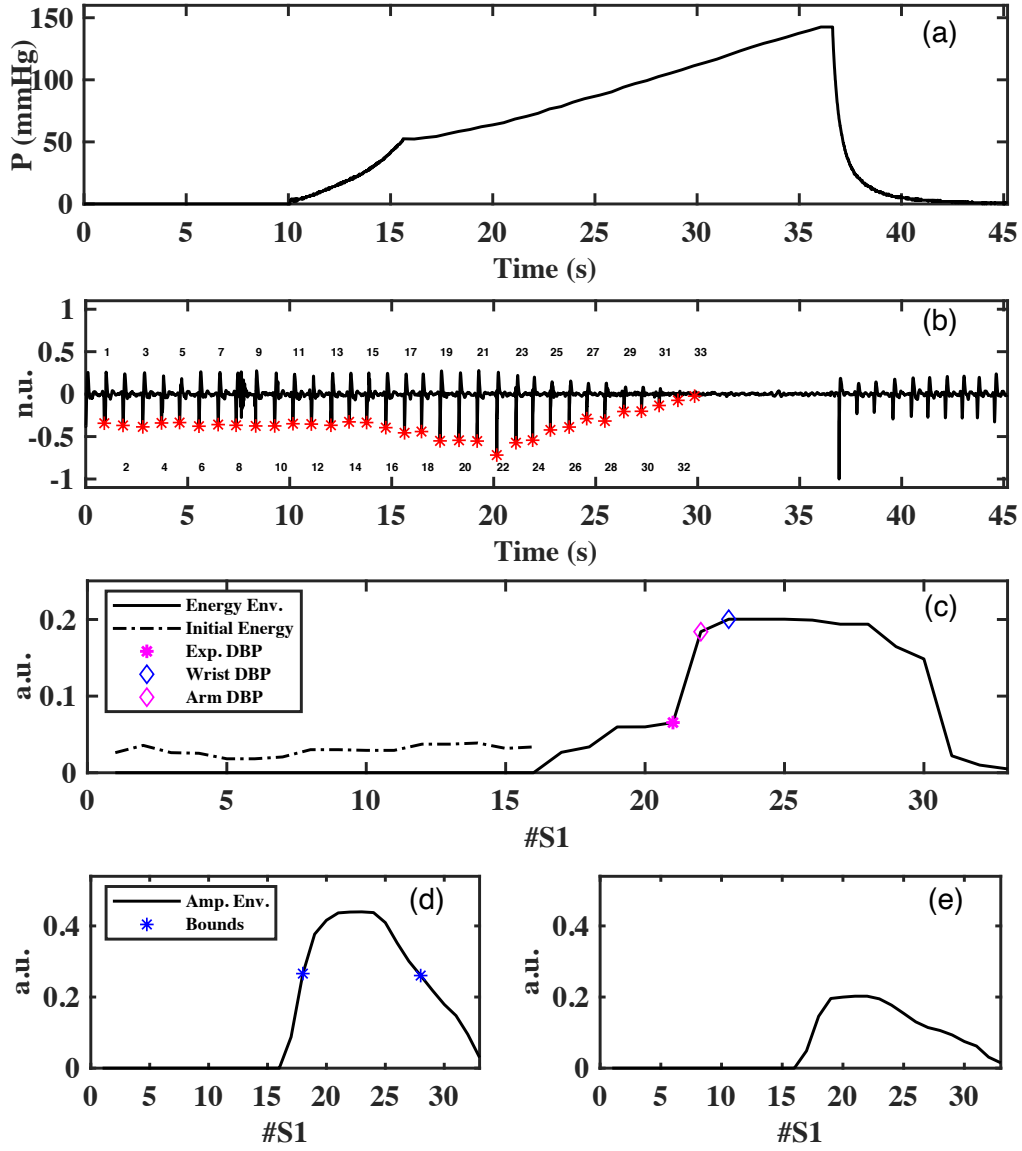 (a)
P (mmHg)
150
100
50
0
0 5 10 15 20 25 30 35 40 45
Time (s)
(b)
n.u.
1
0.5
0
-0.5
-1
1 3 5 7 9 11 13 15 17 19 21 23 25 27 29 31 33
2 4 6 8 10 12 14 16 18 20 22 24 26 28 30 32
0 5 10 15 20 25 30 35 40 45
Time (s)
(c)
a.u.
0.2
0.1
0
Energy Env.
Initial Energy
Exp. DBP
Wrist DBP
Arm DBP
0 5 10 15 20 25 30
#S1
(d)
a.u.
0.4
0.2
0
Amp. Env.
Bounds
0 5 10 15 20 25 30
#S1
(e)
a.u.
0.4
0.2
0
0 5 10 15 20 25 30
#S1